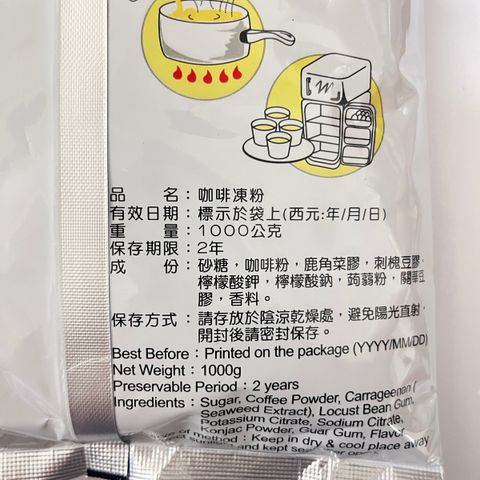 品　　名：咖啡凍粉
有效日期：標示於袋上(西元:年/月/日)
重　　量：1000公克
保存期限：2年
成　　份：砂糖，咖啡粉，鹿角菜膠，刺槐豆膠，
檸檬酸鉀，檸檬酸鈉，蒟蒻粉，關華豆
膠，香料。
保存方式：請存放於陰涼乾燥處，避免陽光直射，
開封後請密封保存。
Best Before：Printed on the package (YYYY/MM/DD)
Net Weight：1000g
Preservable Period：2 years
Ingredients：Sugar, Coffee Powder, Carrageenan (
Seaweed Extract), Locust Bean Gum,
Potassium Citrate, Sodium Citrate,
Konjac Powder, Guar Gum, Flavor
of method：Keep in dry & cool place away
and kept